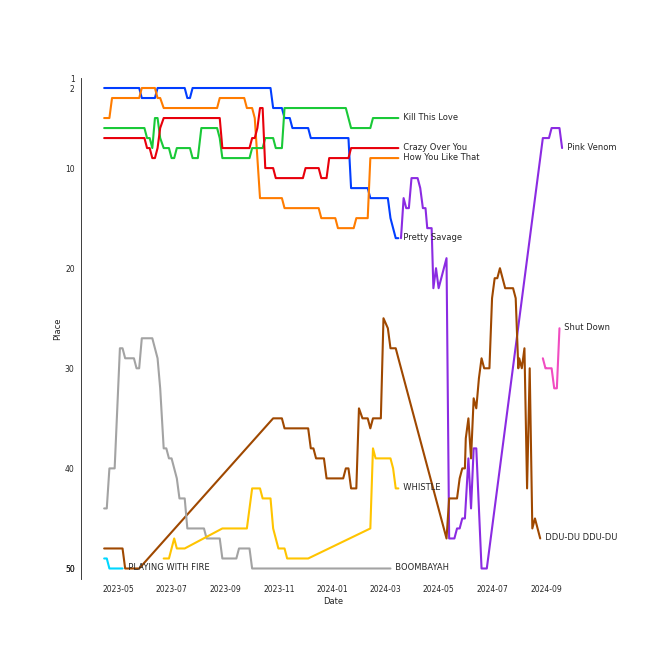 1
2
Kill This Love
Crazy Over You
Pink Venom
How You Like That
10
Pretty Savage
20
Shut Down
30
Place
40
WHISTLE
DDU-DU DDU-DU
50
PLAYING WITH FIRE
BOOMBAYAH
2023-05
2023-07
2023-09
2023-11
2024-01
2024-03
2024-05
2024-07
2024-09
Date